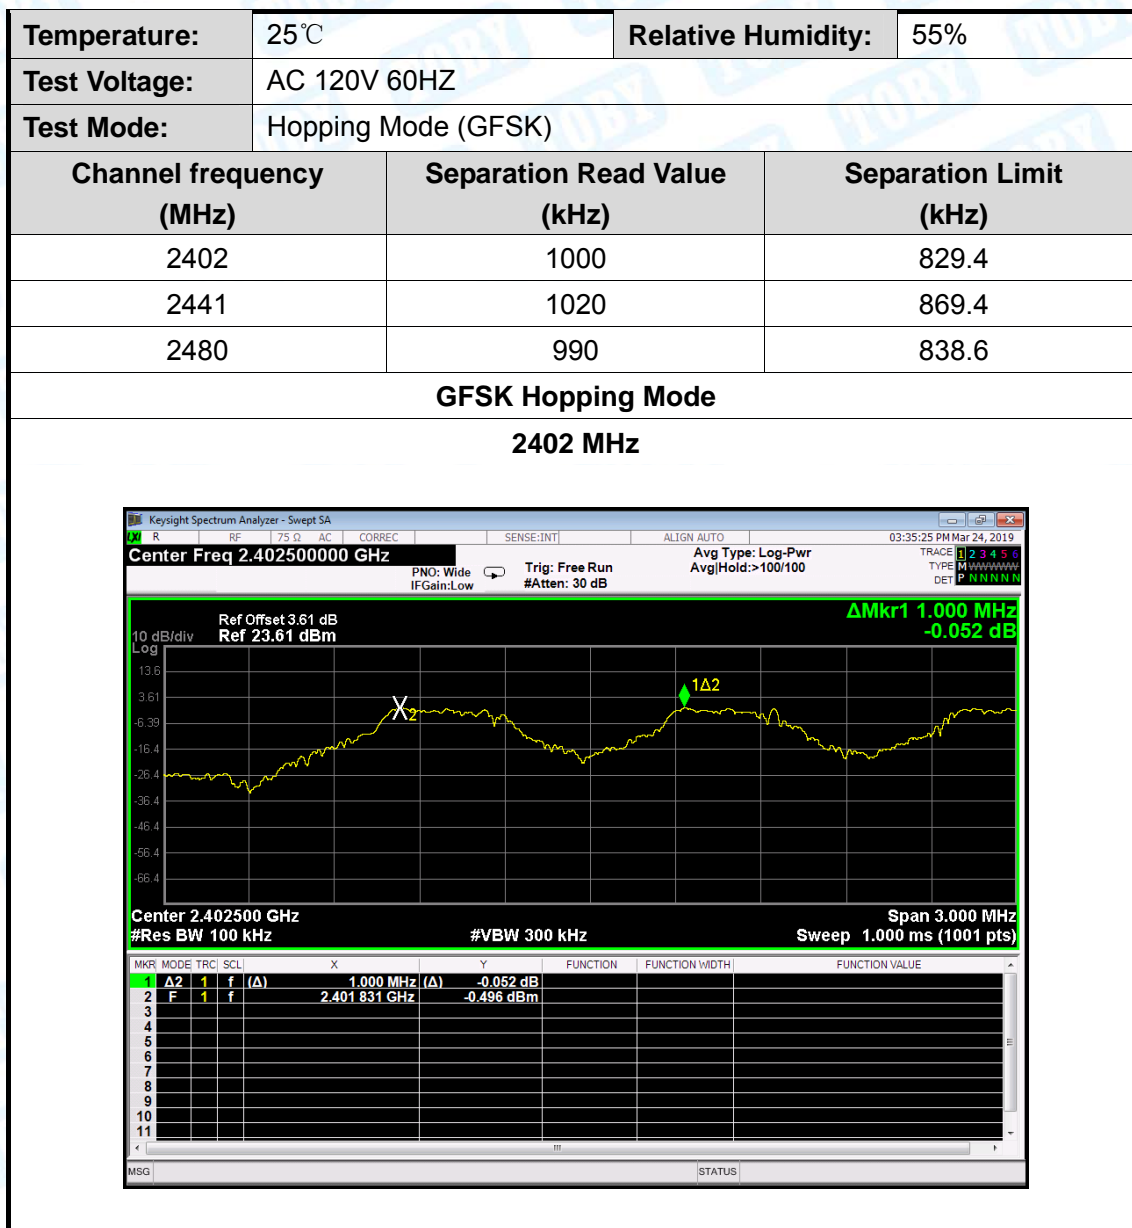 Temperature: 25℃ Relative Humidity: 55%
Test Voltage: AC 120V 60HZ
Test Mode: Hopping Mode (GFSK)
Channel frequency (MHz) Separation Read Value (kHz) Separation Limit (kHz)
2402 1000 829.4
2441 1020 869.4
2480 990 838.6
GFSK Hopping Mode
2402 MHz
Keysight Spectrum Analyzer - Swept SA
LXI R RF 75 Ω AC CORREC SENSE:INT ALIGN AUTO 03:35:25 PM Mar 24, 2019
Center Freq 2.402500000 GHz
PNO: Wide
IFGain:Low
Trig: Free Run
#Atten: 30 dB
Avg Type: Log-Pwr
Avg|Hold:>100/100
TRACE 1 2 3 4 5 6
TYPE M WWWWW
DET P N N N N N
ΔMkr1 1.000 MHz
-0.052 dB
Ref Offset 3.61 dB
10 dB/div Ref 23.61 dBm
Log
13.6
3.61
-6.39
-16.4
-26.4
-36.4
-46.4
-56.4
-66.4
X2
1Δ2
Center 2.402500 GHz Span 3.000 MHz
#Res BW 100 kHz #VBW 300 kHz Sweep 1.000 ms (1001 pts)
MKR MODE TRC SCL X Y FUNCTION FUNCTION WIDTH FUNCTION VALUE
1 Δ2 1 f (Δ) 1.000 MHz (Δ) -0.052 dB
2 F 1 f 2.401 831 GHz -0.496 dBm
3
4
5
6
7
8
9
10
11
MSG STATUS
TOBY